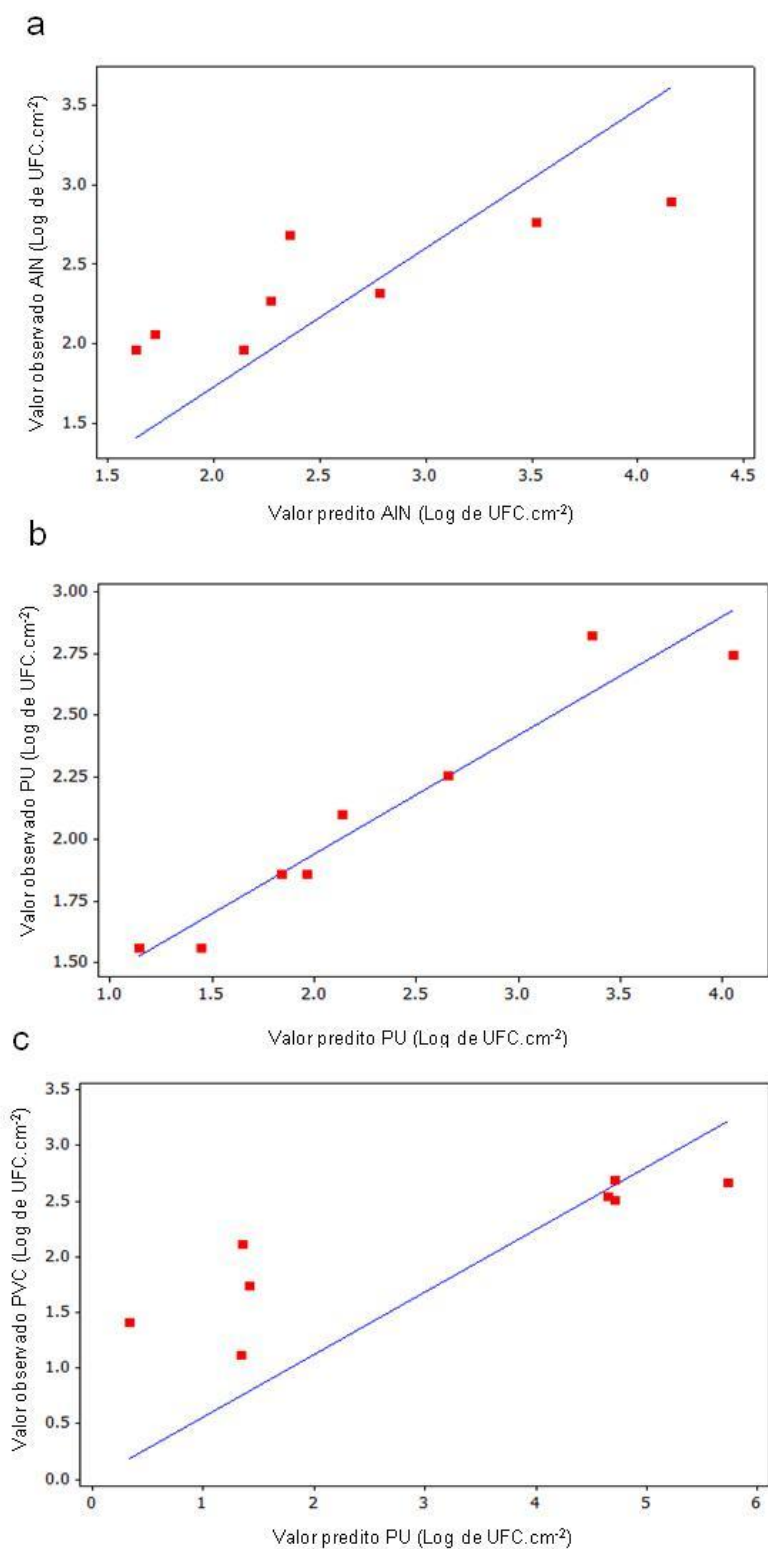 a
Valor observado AIN (Log de UFC.cm-2)
3.5
3.0
2.5
2.0
1.5
1.5 2.0 2.5 3.0 3.5 4.0 4.5
Valor predito AIN (Log de UFC.cm-2)
b
Valor observado PU (Log de UFC.cm-2)
3.00
2.75
2.50
2.25
2.00
1.75
1.50
1.0 1.5 2.0 2.5 3.0 3.5 4.0
Valor predito PU (Log de UFC.cm-2)
c
Valor observado PVC (Log de UFC.cm-2)
3.5
3.0
2.5
2.0
1.5
1.0
0.5
0.0
0 1 2 3 4 5 6
Valor predito PU (Log de UFC.cm-2)